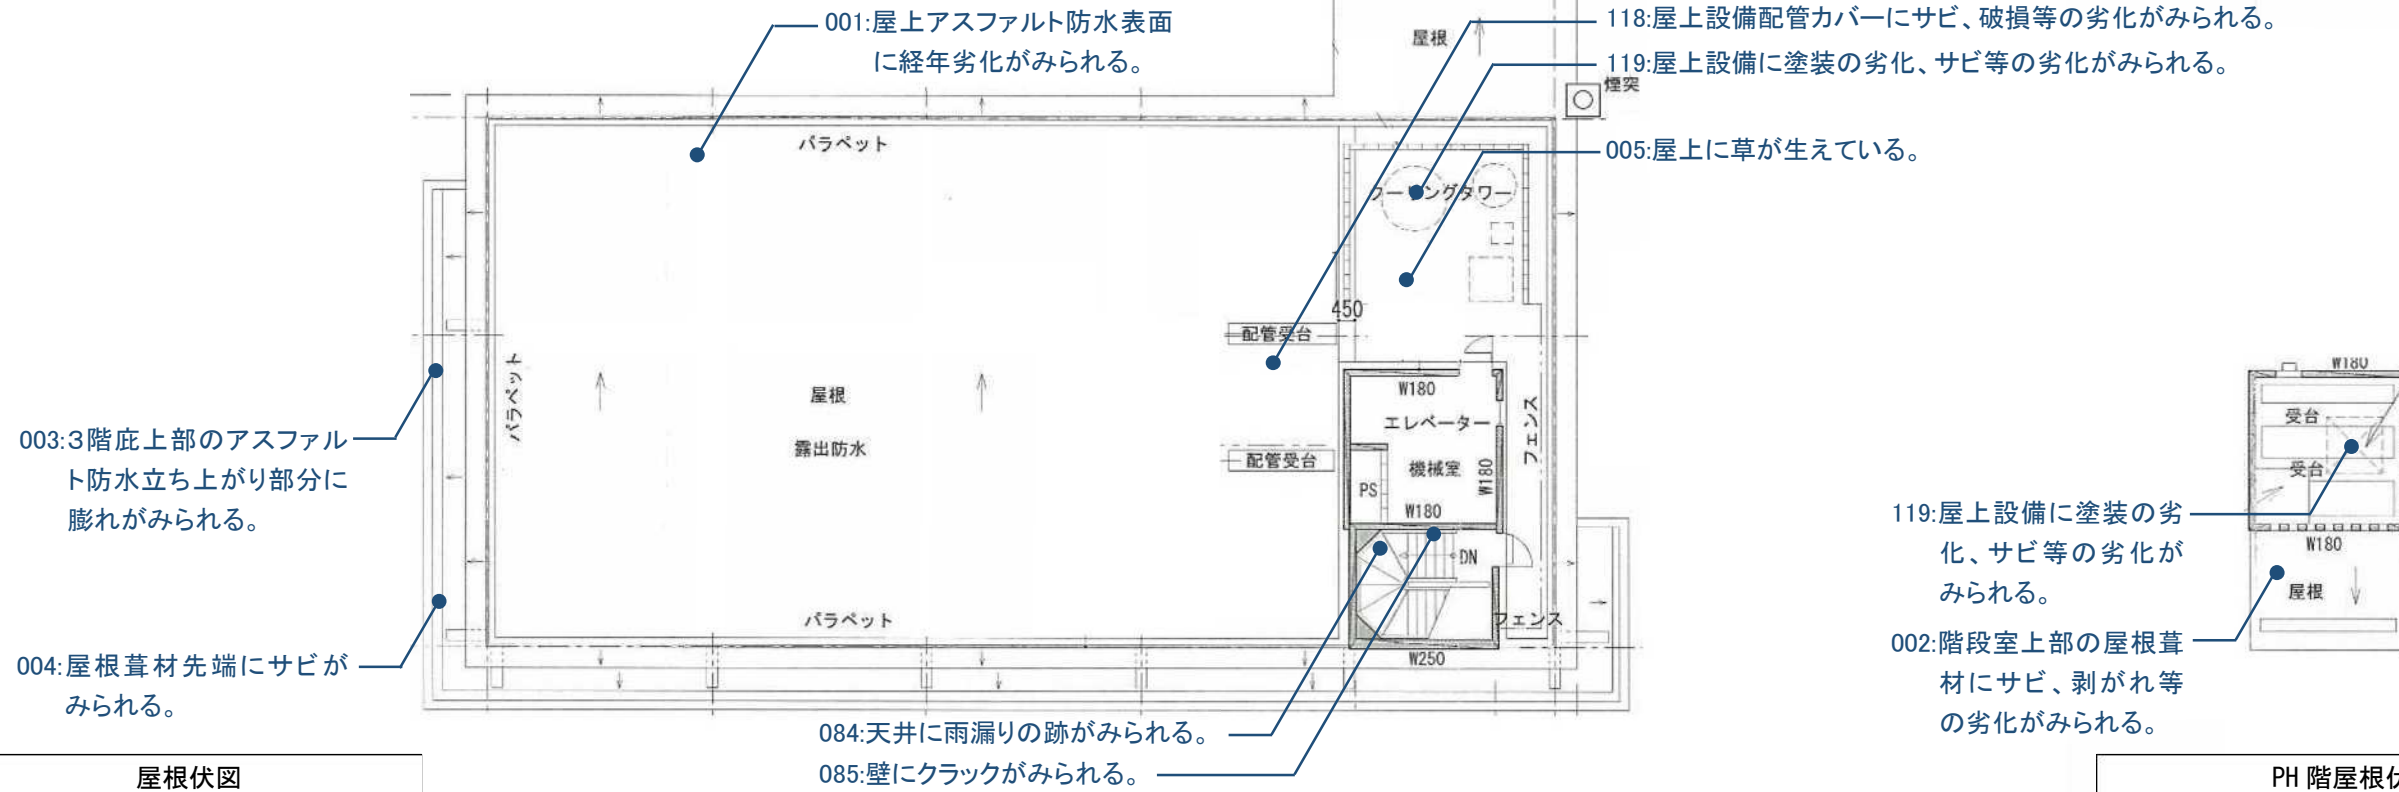 001:屋上アスファルト防水表面
に経年劣化がみられる。
118:屋上設備配管カバーにサビ、破損等の劣化がみられる。
屋根
119:屋上設備に塗装の劣化、サビ等の劣化がみられる。
煙突
パラペット
005:屋上に草が生えている。
クーリングタワー
450
配管受台
パラペット
屋根
露出防水
配管受台
W180
エレベーター
機械室
W180
PS
W180
フェンス
DN
フェンス
パラペット
W250
003:3階庇上部のアスファル
ト防水立ち上がり部分に
膨れがみられる。
004:屋根葺材先端にサビが
みられる。
084:天井に雨漏りの跡がみられる。
085:壁にクラックがみられる。
屋根伏図
W180
受台
受台
W180
屋根
119:屋上設備に塗装の劣
化、サビ等の劣化が
みられる。
002:階段室上部の屋根葺
材にサビ、剥がれ等
の劣化がみられる。
PH 階屋根伏